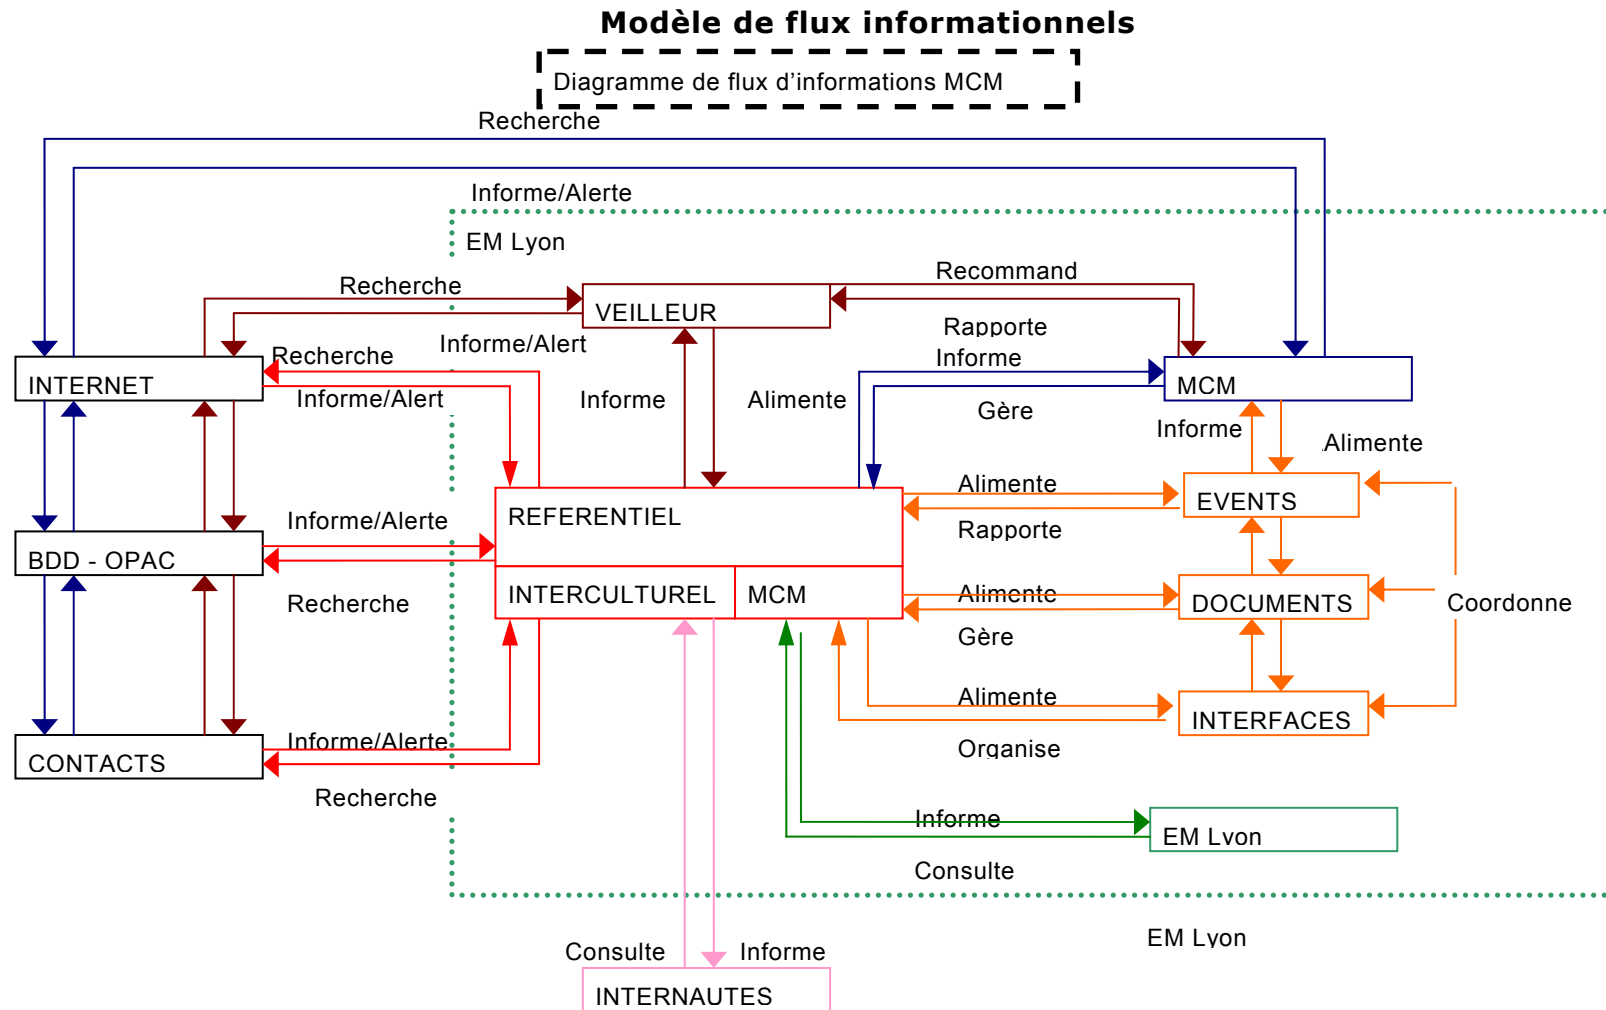 Modèle de flux informationnels
Diagramme de flux d'informations MCM
Recherche
Informe/Alerte
EM Lyon
Recherche
Recommand
VEILLEUR
Rapporte
Informe/Alert
Recherche
Informe
INTERNET
MCM
Informe/Alert
Informe
Alimente
Gère
Informe
Alimente
Alimente
EVENTS
REFERENTIEL
Informe/Alerte
Rapporte
BDD - OPAC
INTERCULTUREL
MCM
Alimente
DOCUMENTS
Coordonne
Recherche
Gère
Alimente
INTERFACES
Informe/Alerte
Organise
CONTACTS
Recherche
Informe
EM Lyon
Consulte
EM Lyon
Consulte
Informe
INTERNAUTES